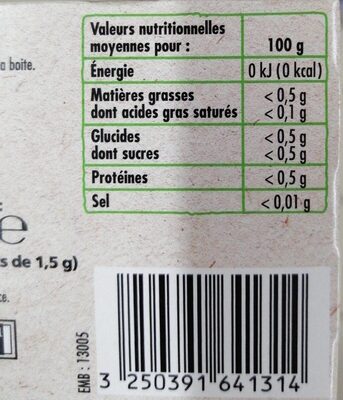 Valeurs nutritionnelles
moyennes pour : 100 g
a boite.
Énergie 0 kJ (0 kcal)
Matières grasses < 0,5 g
dont acides gras saturés < 0,1 g
Glucides < 0,5 g
dont sucres < 0,5 g
Protéines < 0,5 g
Sel < 0,01 g
e
s de 1,5 g)
ce.
EMB : 13005
3 250391 641314